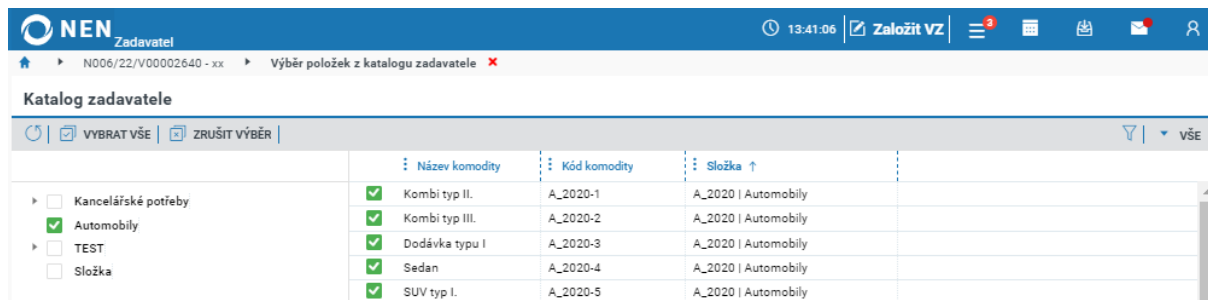 NEN Zadavatel 13:41:06 Založit VZ 3
N006/22/V00002640 - xx Výběr položek z katalogu zadavatele
Katalog zadavatele
VYBRAT VŠE ZRUŠIT VÝBĚR VŠE
Název komodity Kód komodity Složka ↑
Kancelářské potřeby
Automobily
TEST
Složka
Kombi typ II. A_2020-1 A_2020 | Automobily
Kombi typ III. A_2020-2 A_2020 | Automobily
Dodávka typu I A_2020-3 A_2020 | Automobily
Sedan A_2020-4 A_2020 | Automobily
SUV typ I. A_2020-5 A_2020 | Automobily